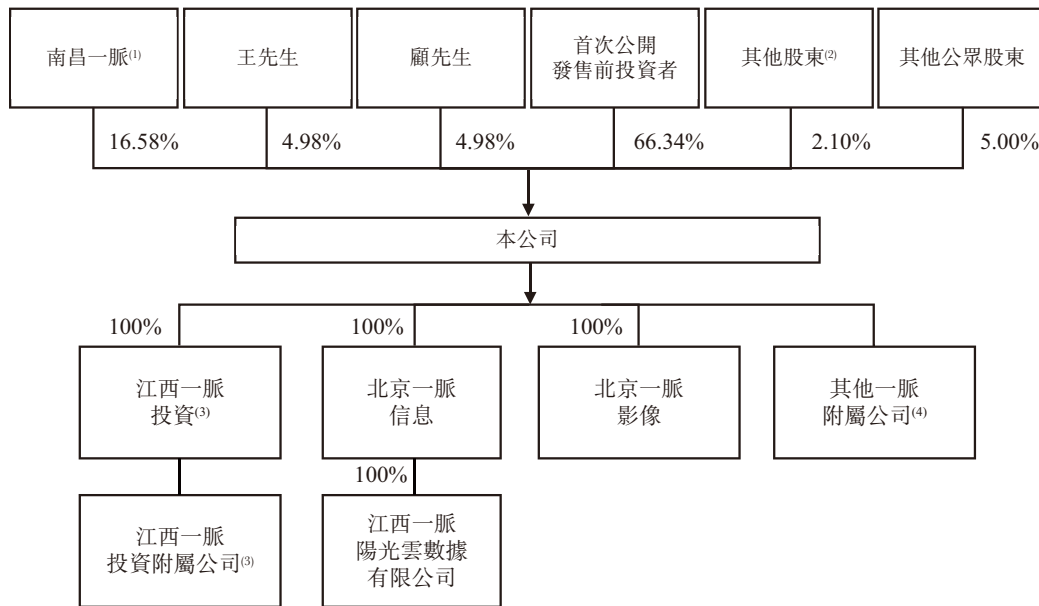 南昌一脈(1)
王先生
顧先生
首次公開
發售前投資者
其他股東(2)
其他公眾股東
16.58%
4.98%
4.98%
66.34%
2.10%
5.00%
本公司
100%
100%
100%
江西一脈
投資(3)
北京一脈
信息
北京一脈
影像
其他一脈
附屬公司(4)
100%
江西一脈
投資附屬公司(3)
江西一脈
陽光雲數據
有限公司